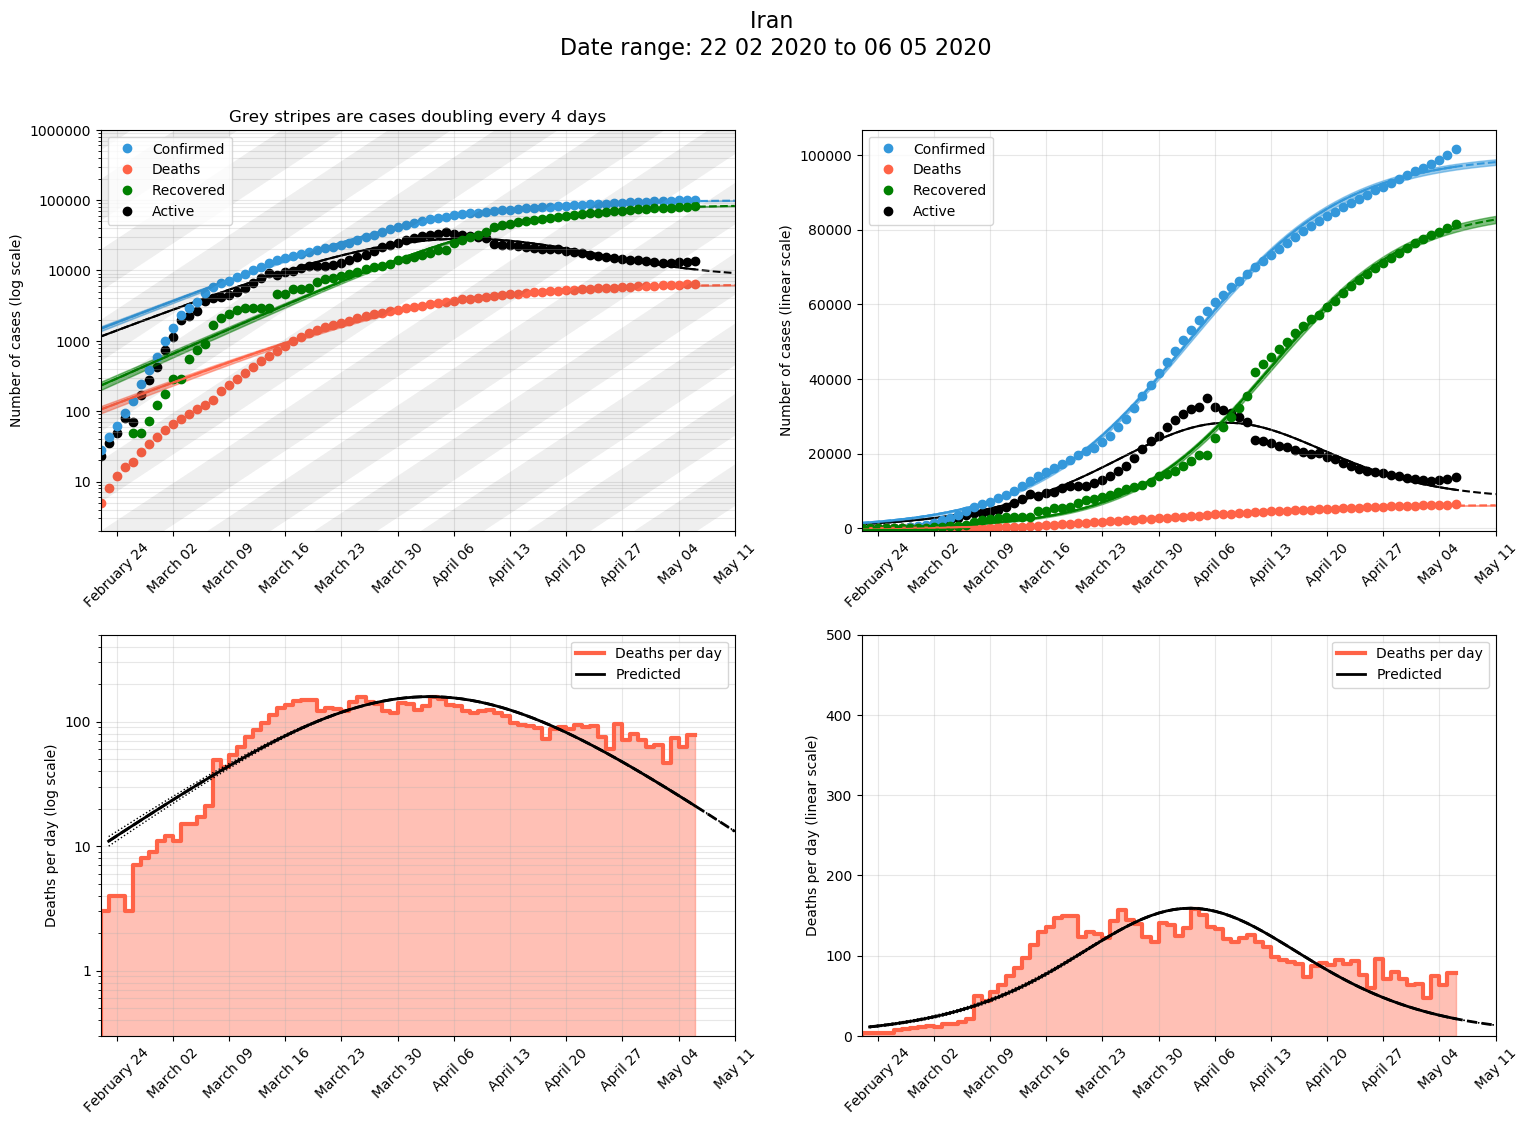 Iran
Date range: 22 02 2020 to 06 05 2020
Grey stripes are cases doubling every 4 days
Number of cases (log scale)
1000000
100000
10000
1000
100
10
Confirmed
Deaths
Recovered
Active
February 24
March 02
March 09
March 16
March 23
March 30
April 06
April 13
April 20
April 27
May 04
May 11
Number of cases (linear scale)
100000
80000
60000
40000
20000
0
Confirmed
Deaths
Recovered
Active
February 24
March 02
March 09
March 16
March 23
March 30
April 06
April 13
April 20
April 27
May 04
May 11
Deaths per day (log scale)
100
10
1
Deaths per day
Predicted
February 24
March 02
March 09
March 16
March 23
March 30
April 06
April 13
April 20
April 27
May 04
May 11
Deaths per day (linear scale)
500
400
300
200
100
0
Deaths per day
Predicted
February 24
March 02
March 09
March 16
March 23
March 30
April 06
April 13
April 20
April 27
May 04
May 11